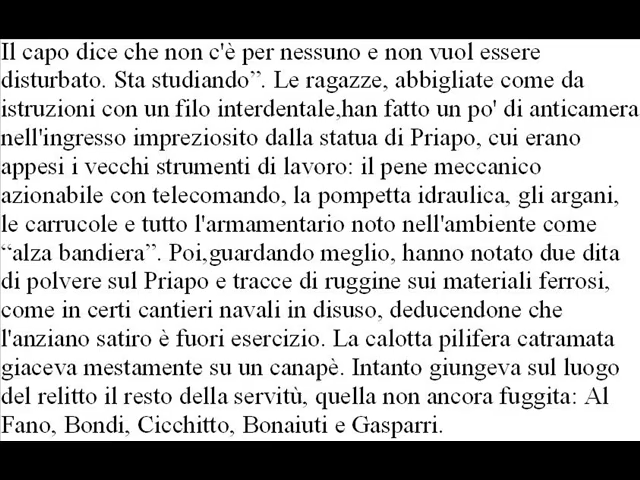 Il capo dice che non c'è per nessuno e non vuol essere
disturbato. Sta studiando”. Le ragazze, abbigliate come da
istruzioni con un filo interdentale,han fatto un po' di anticamera
nell'ingresso impreziosito dalla statua di Priapo, cui erano
appesi i vecchi strumenti di lavoro: il pene meccanico
azionabile con telecomando, la pompetta idraulica, gli argani,
le carrucole e tutto l'armamentario noto nell'ambiente come
“alza bandiera”. Poi,guardando meglio, hanno notato due dita
di polvere sul Priapo e tracce di ruggine sui materiali ferrosi,
come in certi cantieri navali in disuso, deducendone che
l'anziano satiro è fuori esercizio. La calotta pilifera catramata
giaceva mestamente su un canapè. Intanto giungeva sul luogo
del relitto il resto della servitù, quella non ancora fuggita: Al
Fano, Bondi, Cicchitto, Bonaiuti e Gasparri.